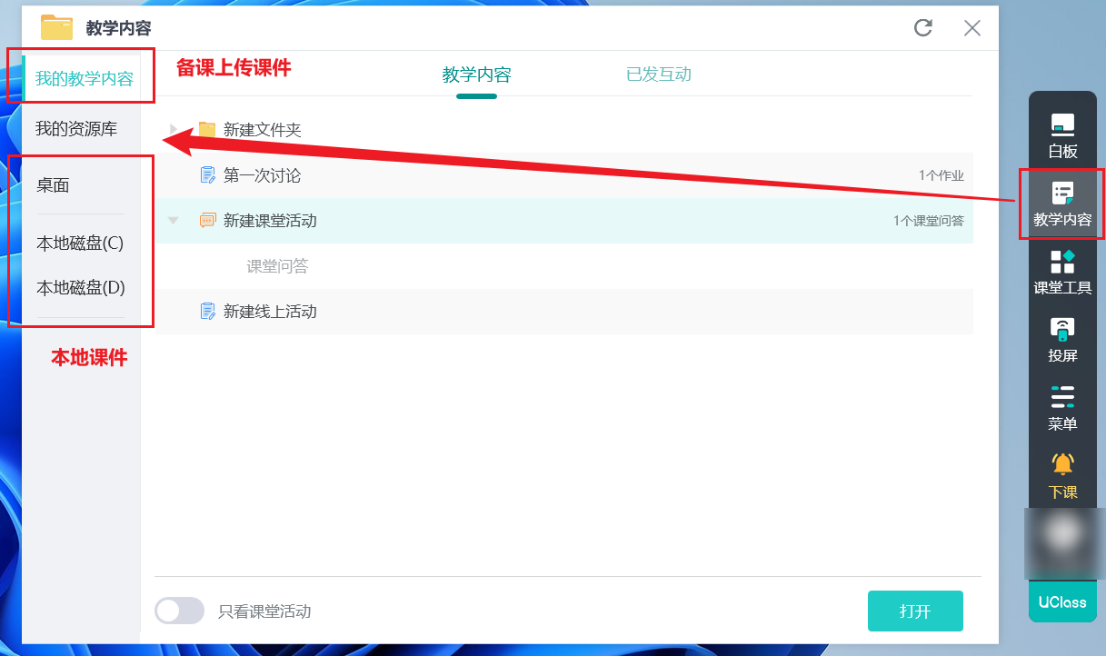 教学内容
我的教学内容
备课上传课件
教学内容
已发互动
我的资源库
新建文件夹
桌面
第一次讨论
1个作业
新建课堂活动
1个课堂问答
本地磁盘(C)
课堂问答
本地磁盘(D)
新建线上活动
本地课件
只看课堂活动
打开
白板
教学内容
课堂工具
投屏
菜单
下课
UClass